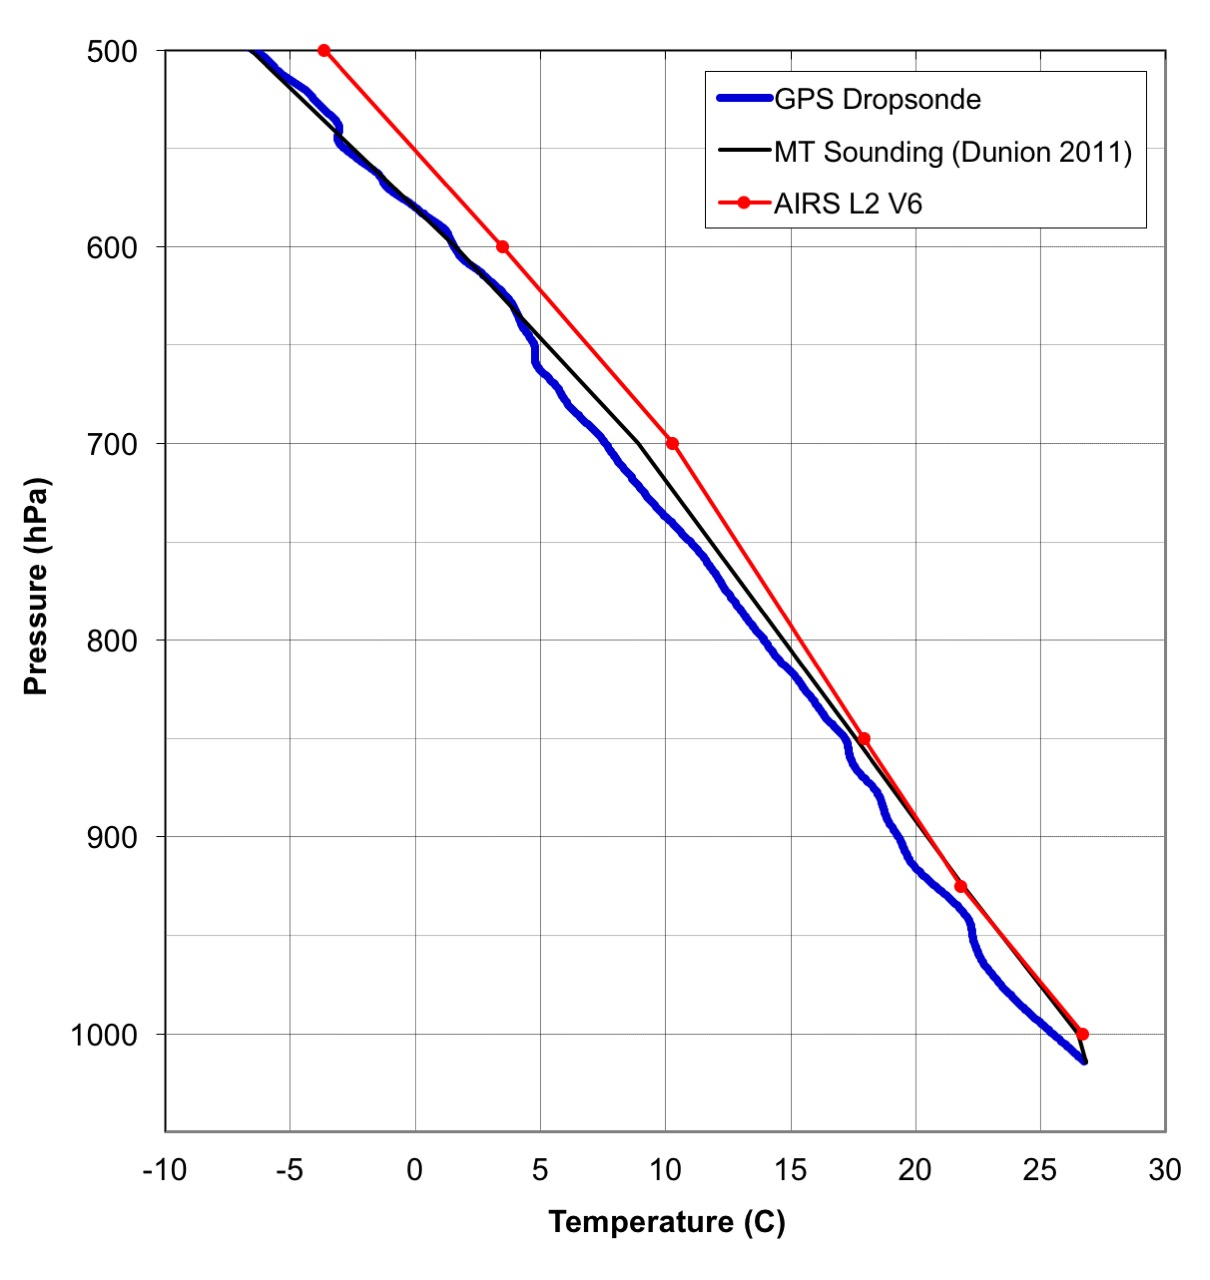 500
600
700
800
900
1000
Pressure (hPa)
GPS Dropsonde
MT Sounding (Dunion 2011)
AIRS L2 V6
-10 -5 0 5 10 15 20 25 30
Temperature (C)